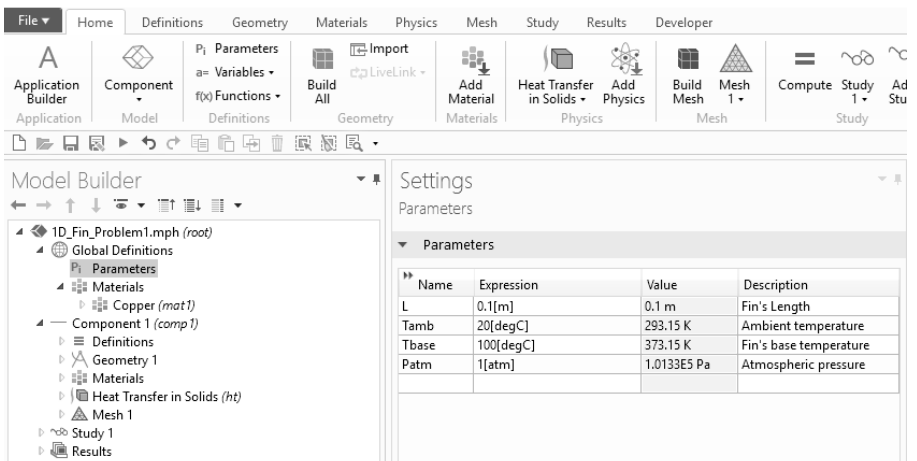 File Home Definitions Geometry Materials Physics Mesh Study Results Developer
A Pi Parameters Import
a= Variables LiveLink
Application Builder Component f(x) Functions Build All Add Material Heat Transfer in Solids Add Physics Build Mesh Mesh 1 Compute Study 1 Ad Stu
Application Model Definitions Geometry Materials Physics Mesh Study
Model Builder
1D_Fin_Problem1.mph (root)
Global Definitions
Pi Parameters
Materials
Copper (mat1)
Component 1 (comp1)
Definitions
Geometry 1
Materials
Heat Transfer in Solids (ht)
Mesh 1
Study 1
Results
Settings
Parameters
Parameters
Name Expression Value Description
L 0.1[m] 0.1 m Fin's Length
Tamb 20[degC] 293.15 K Ambient temperature
Tbase 100[degC] 373.15 K Fin's base temperature
Patm 1[atm] 1.0133E5 Pa Atmospheric pressure